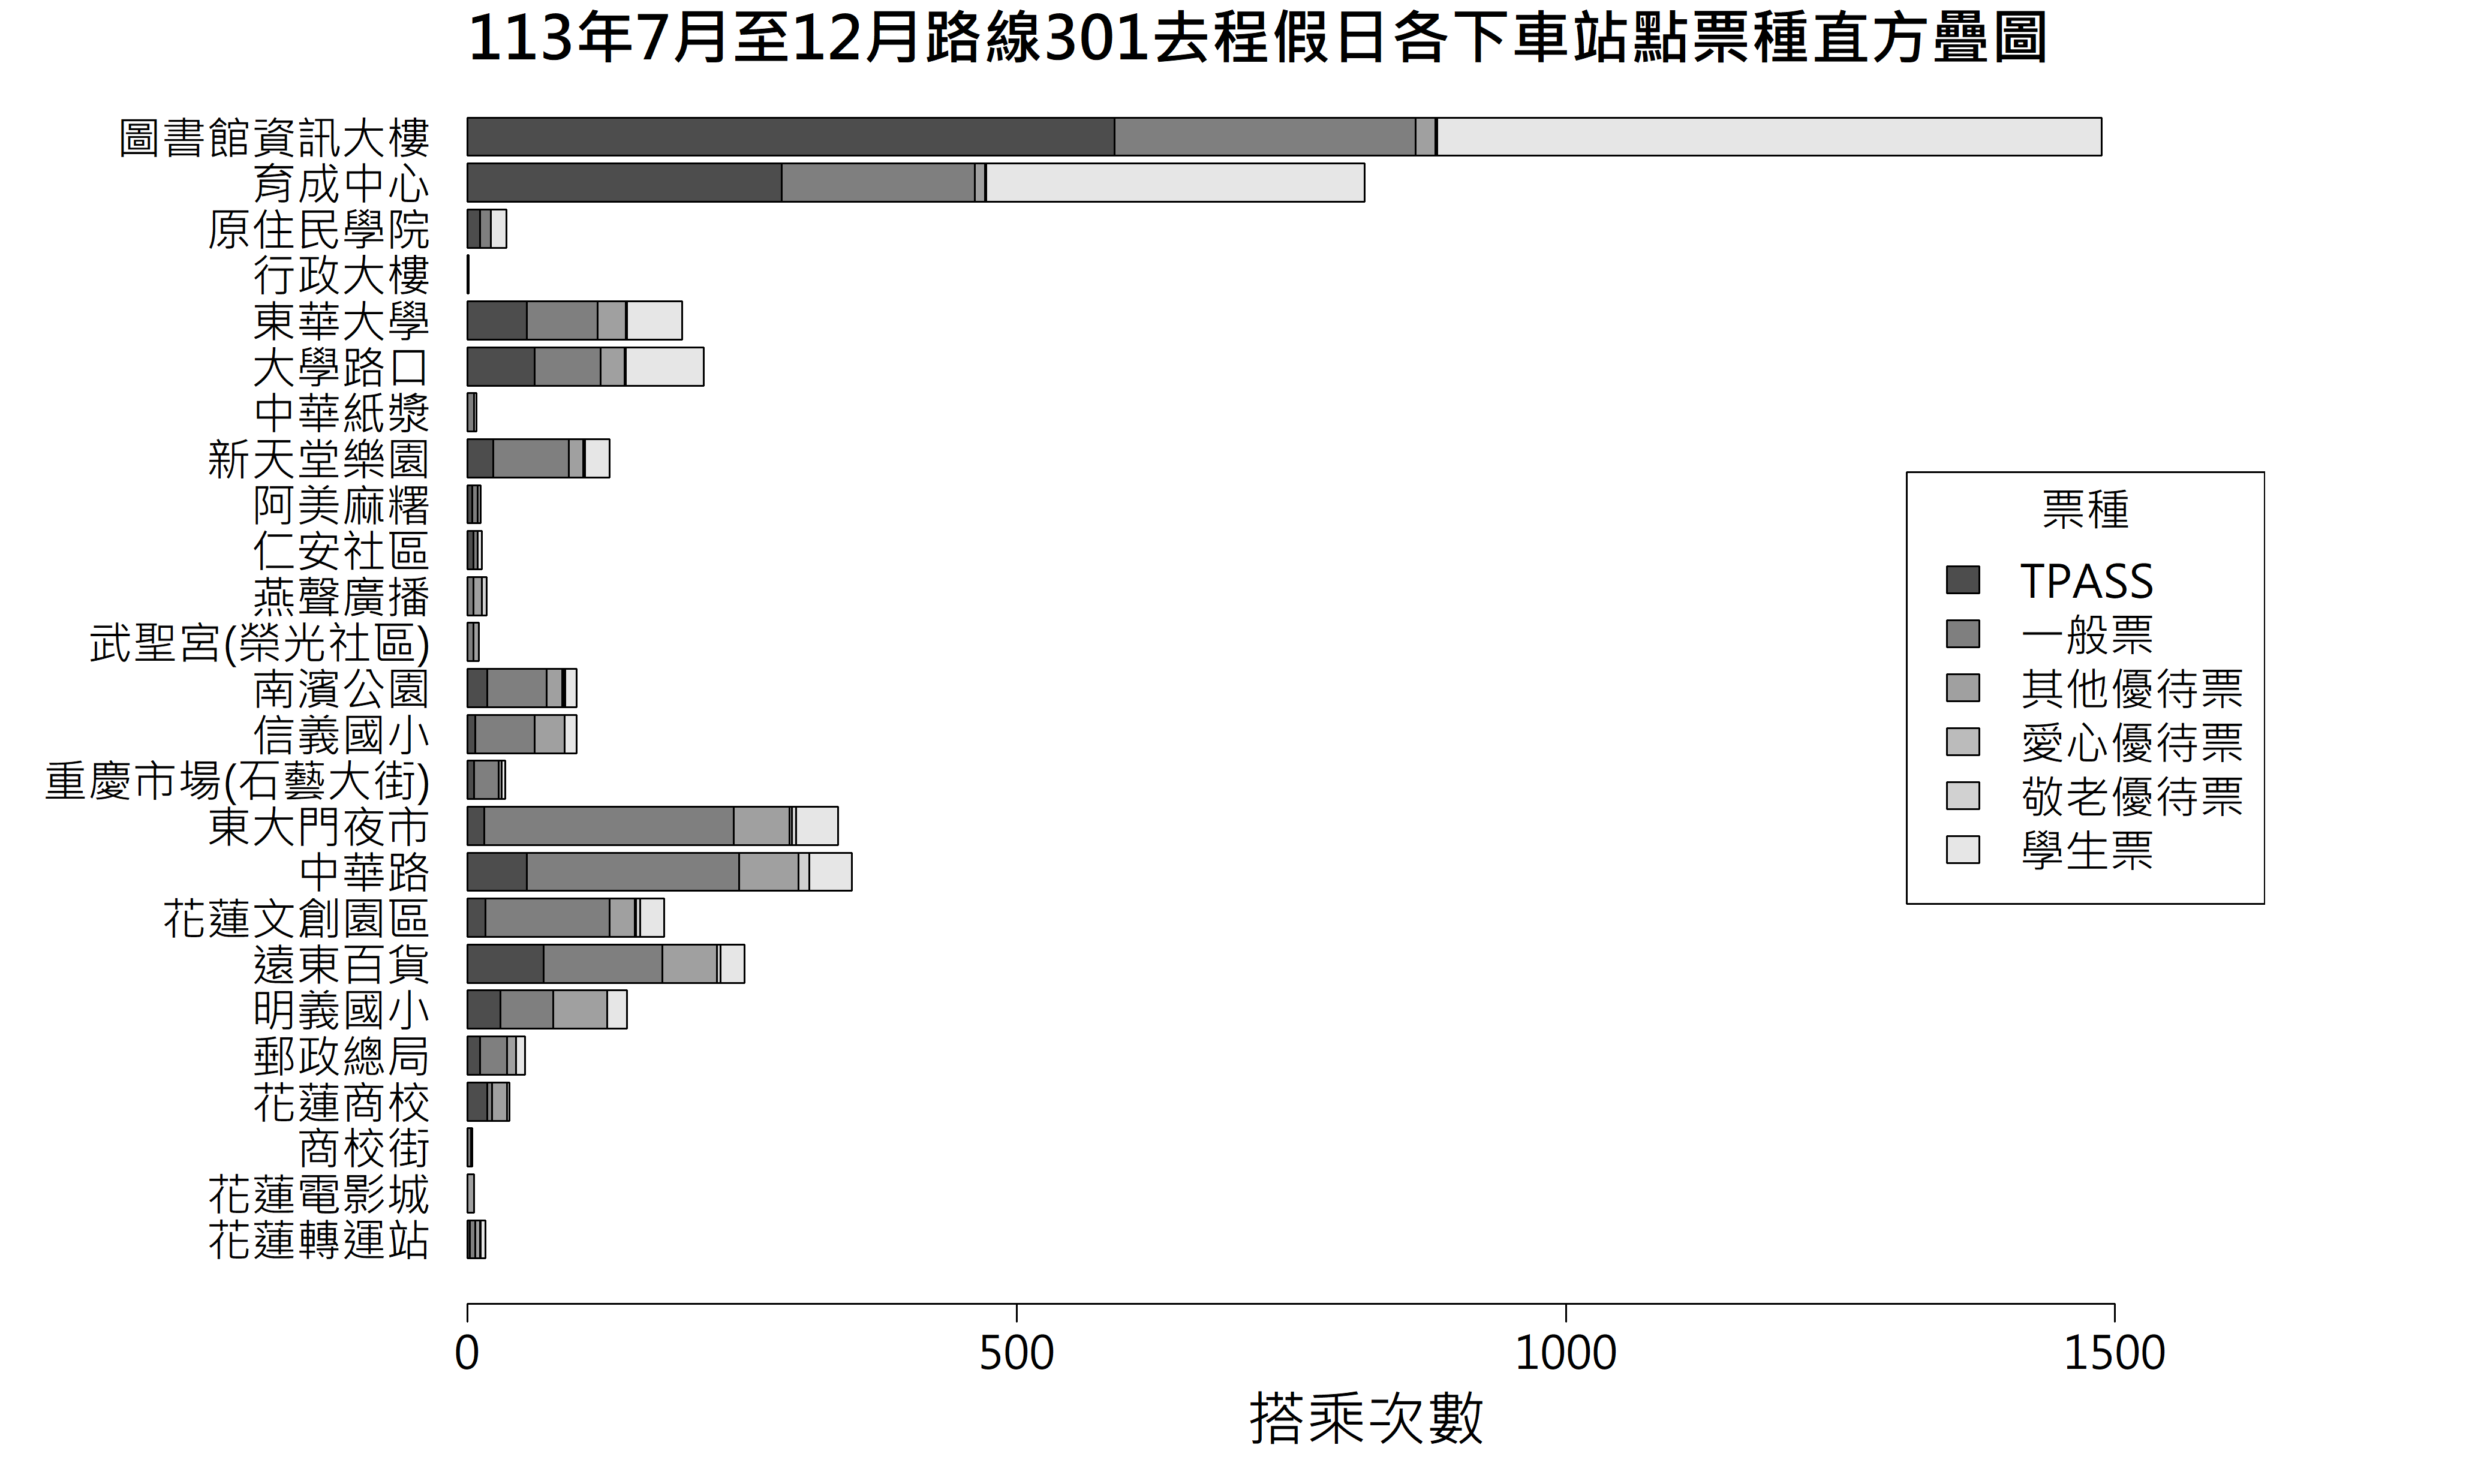 113年7月至12月路線301去程假日各下車站點票種直方疊圖
圖書館資訊大樓
育成中心
原住民學院
行政大樓
東華大學
大學路口
中華紙漿
新天堂樂園
阿美麻糬
仁安社區
燕聲廣播
武聖宮(榮光社區)
南濱公園
信義國小
重慶市場(石藝大街)
東大門夜市
中華路
花蓮文創園區
遠東百貨
明義國小
郵政總局
花蓮商校
商校街
花蓮電影城
花蓮轉運站
票種
TPASS
一般票
其他優待票
愛心優待票
敬老優待票
學生票
0 500 1000 1500
搭乘次數